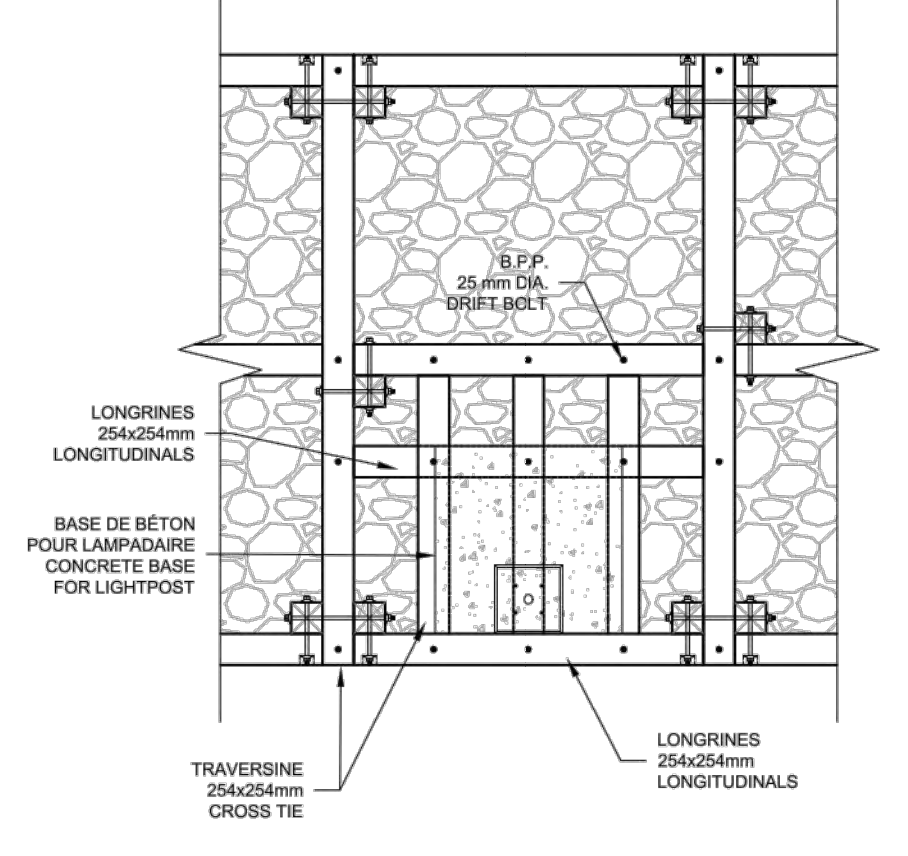 B.P.P.
25 mm DIA.
DRIFT BOLT
LONGRINES
254x254mm
LONGITUDINALS
BASE DE BÉTON
POUR LAMPADAIRE
CONCRETE BASE
FOR LIGHTPOST
TRAVERSINE
254x254mm
CROSS TIE
LONGRINES
254x254mm
LONGITUDINALS